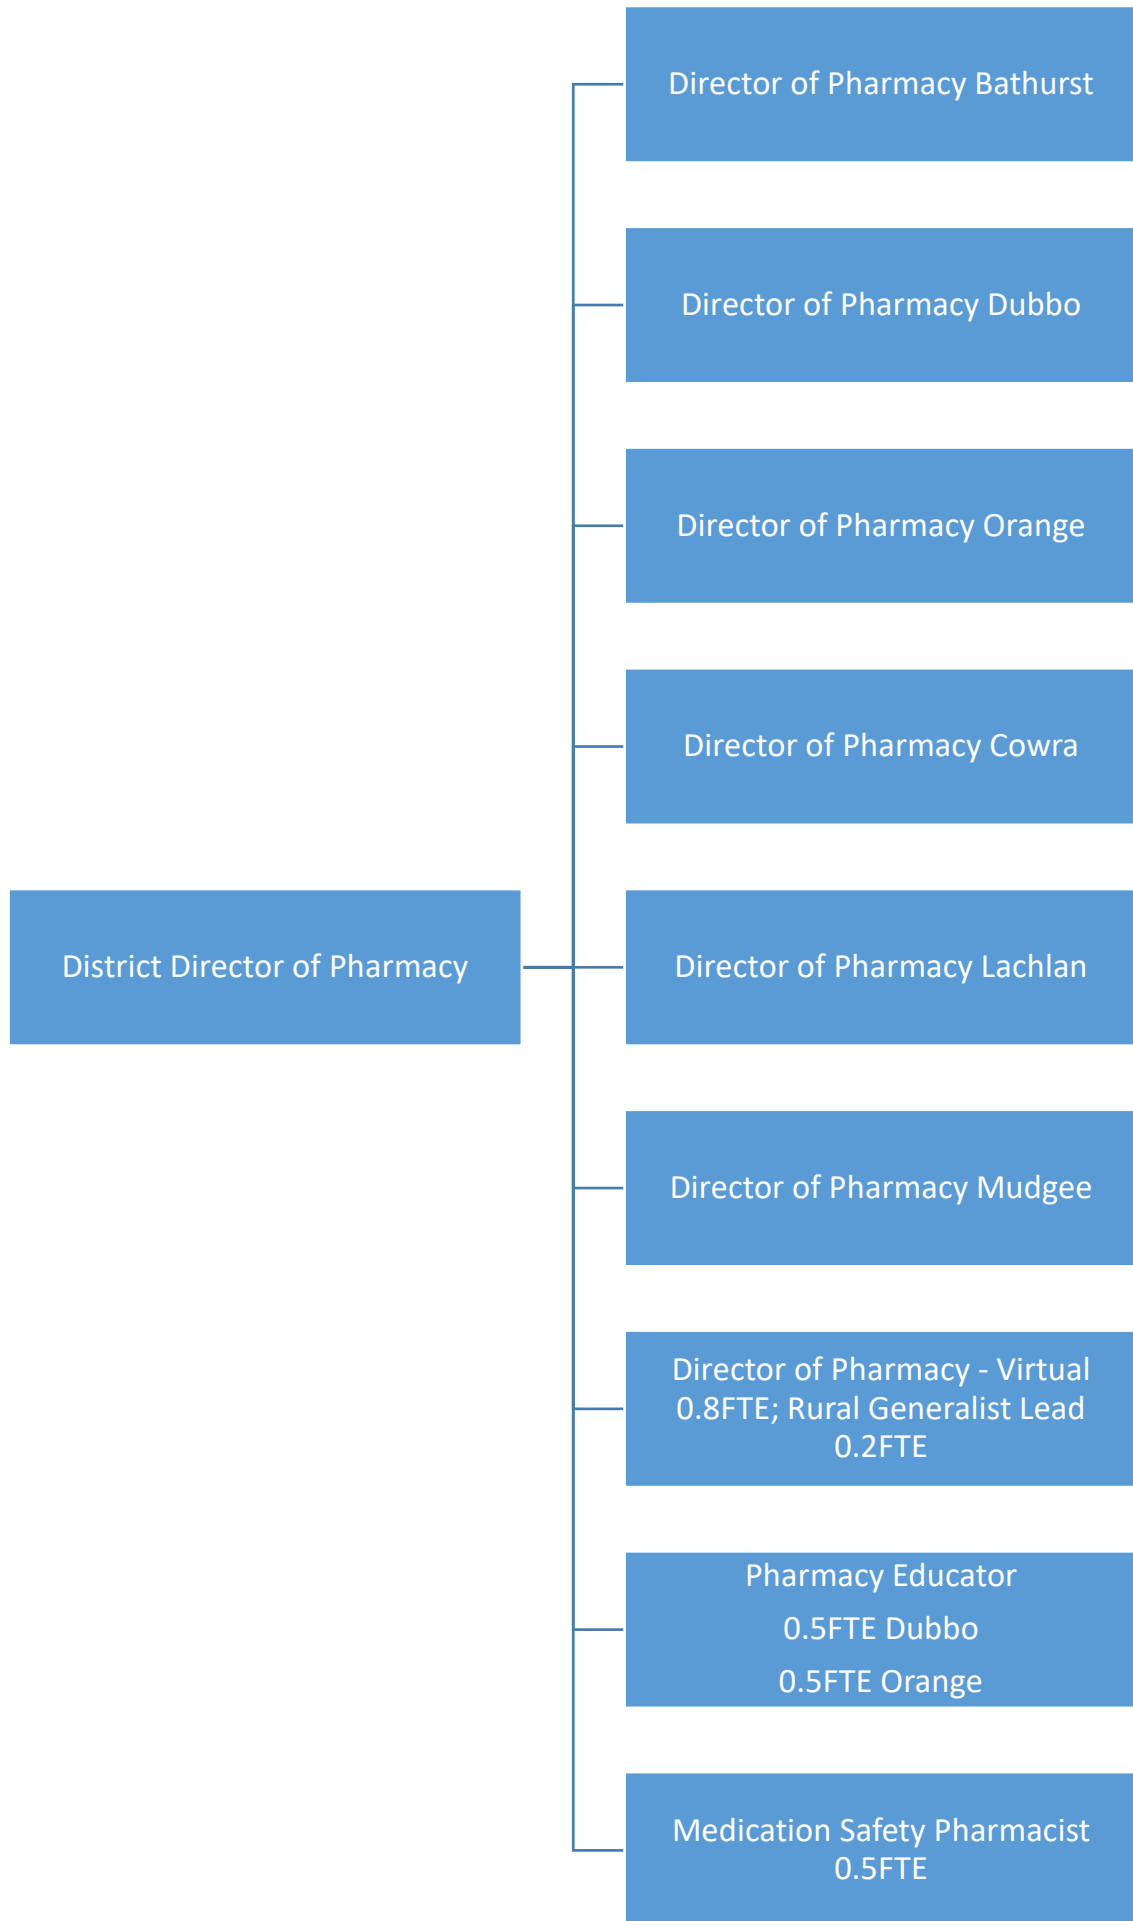 Director of Pharmacy Bathurst
Director of Pharmacy Dubbo
Director of Pharmacy Orange
Director of Pharmacy Cowra
District Director of Pharmacy
Director of Pharmacy Lachlan
Director of Pharmacy Mudgee
Director of Pharmacy - Virtual
0.8FTE; Rural Generalist Lead
0.2FTE
Pharmacy Educator
0.5FTE Dubbo
0.5FTE Orange
Medication Safety Pharmacist
0.5FTE